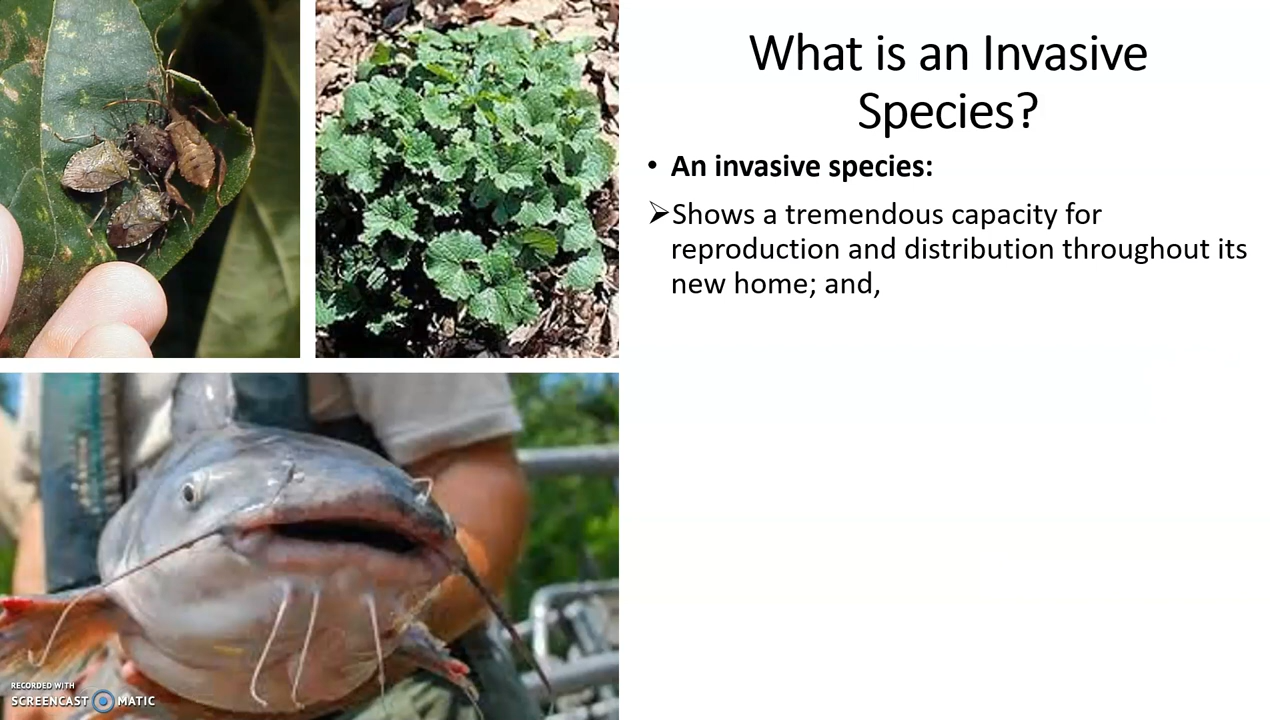 What is an Invasive
Species?
• An invasive species:
➢Shows a tremendous capacity for
reproduction and distribution throughout its
new home; and,
RECORDED WITH
SCREENCAST MATIC